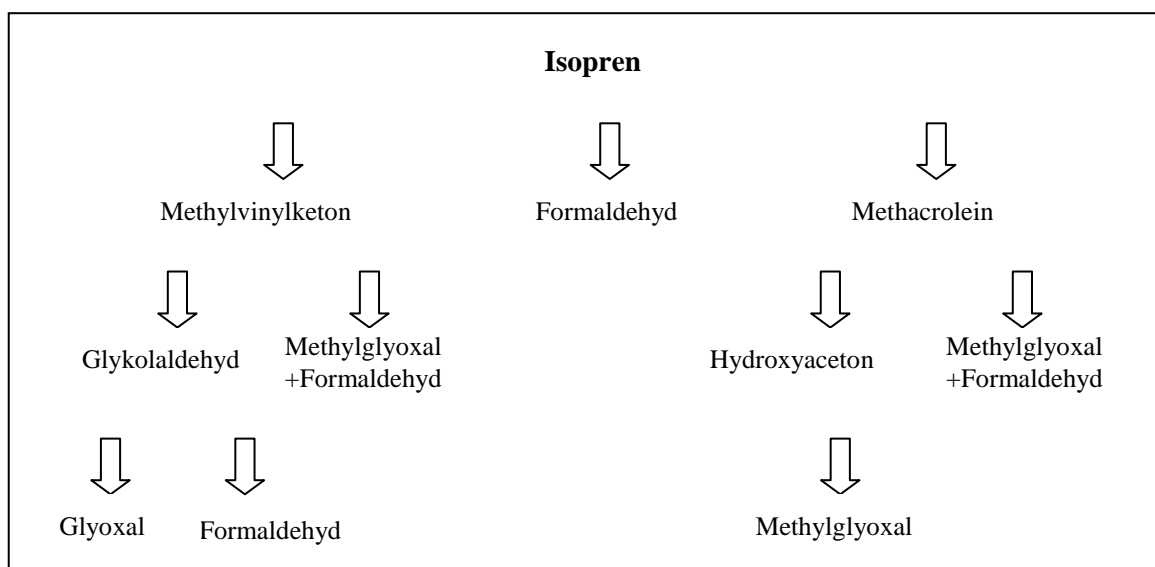 Isopren
Methylvinylketon
Formaldehyd
Methacrolein
Glykolaldehyd
Methylglyoxal
+Formaldehyd
Hydroxyaceton
Methylglyoxal
+Formaldehyd
Glyoxal
Formaldehyd
Methylglyoxal